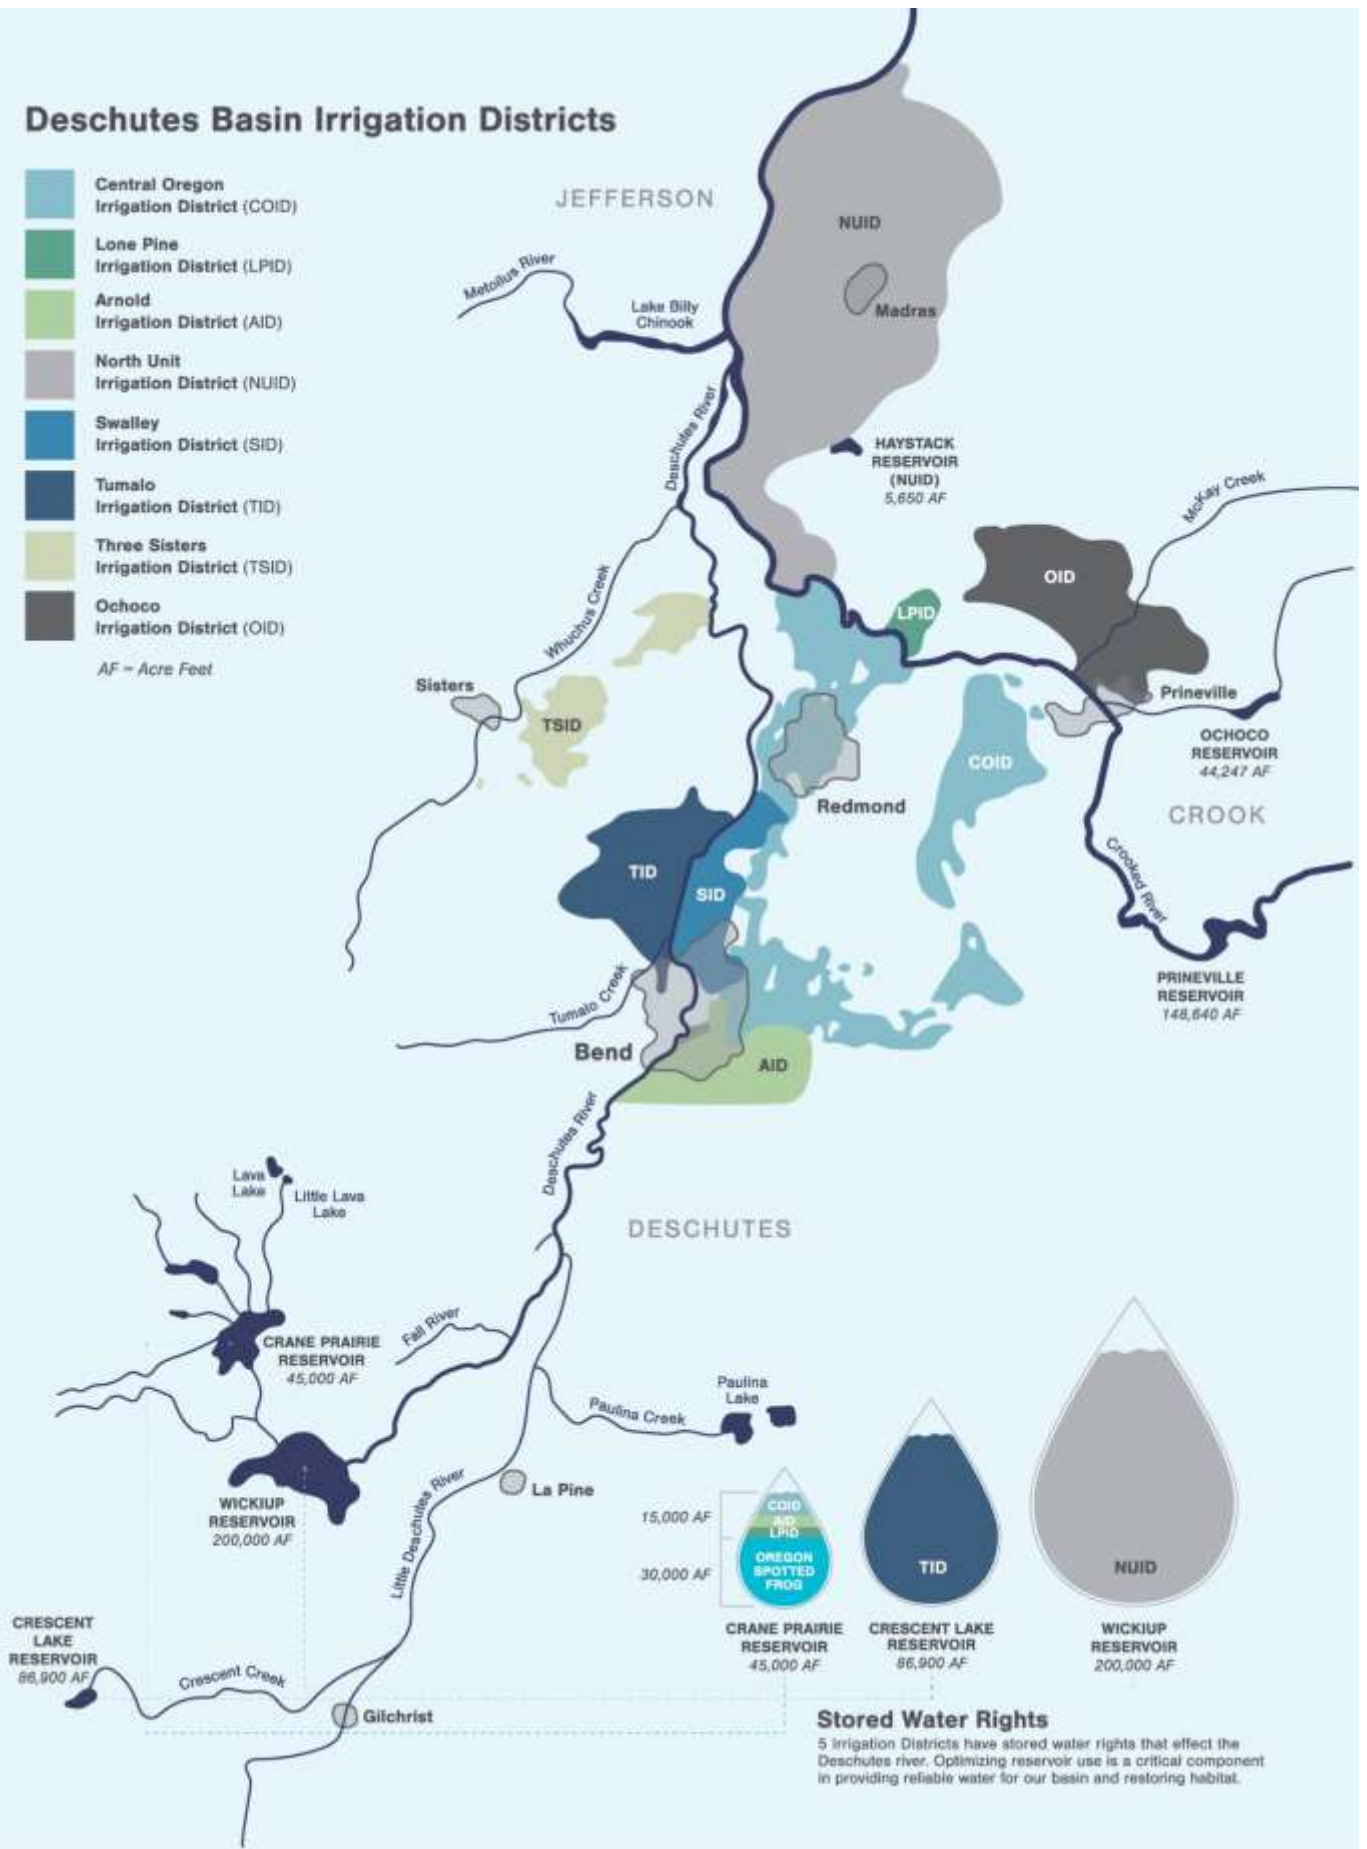 Deschutes Basin Irrigation Districts
Central Oregon
Irrigation District (COID)
Lone Pine
Irrigation District (LPID)
Arnold
Irrigation District (AID)
North Unit
Irrigation District (NUID)
Swalley
Irrigation District (SID)
Tumalo
Irrigation District (TID)
Three Sisters
Irrigation District (TSID)
Ochoco
Irrigation District (OID)
AF = Acre Feet
JEFFERSON
NUID
Madras
Metolius River
Lake Billy
Chinook
Deschutes River
HAYSTACK
RESERVOIR
(NUID)
5,650 AF
McKay Creek
OID
LPID
Whuchus Creek
Sisters
TSID
Prineville
OCHOCO
RESERVOIR
44,247 AF
COID
Redmond
CROOK
TID
SID
Crooked River
PRINEVILLE
RESERVOIR
148,640 AF
Tumalo Creek
Bend
AID
Deschutes River
Lava
Lake
Little Lava
Lake
DESCHUTES
CRANE PRAIRIE
RESERVOIR
45,000 AF
Fall River
Paulina
Lake
Paulina Creek
La Pine
WICKIUP
RESERVOIR
200,000 AF
Little Deschutes River
CRESCENT
LAKE
RESERVOIR
86,900 AF
Crescent Creek
Gilchrist
15,000 AF
30,000 AF
COID
AID
LPID
OREGON
SPOTTED
FROG
TID
NUID
CRANE PRAIRIE
RESERVOIR
45,000 AF
CRESCENT LAKE
RESERVOIR
86,900 AF
WICKIUP
RESERVOIR
200,000 AF
Stored Water Rights
5 Irrigation Districts have stored water rights that effect the
Deschutes river. Optimizing reservoir use is a critical component
in providing reliable water for our basin and restoring habitat.